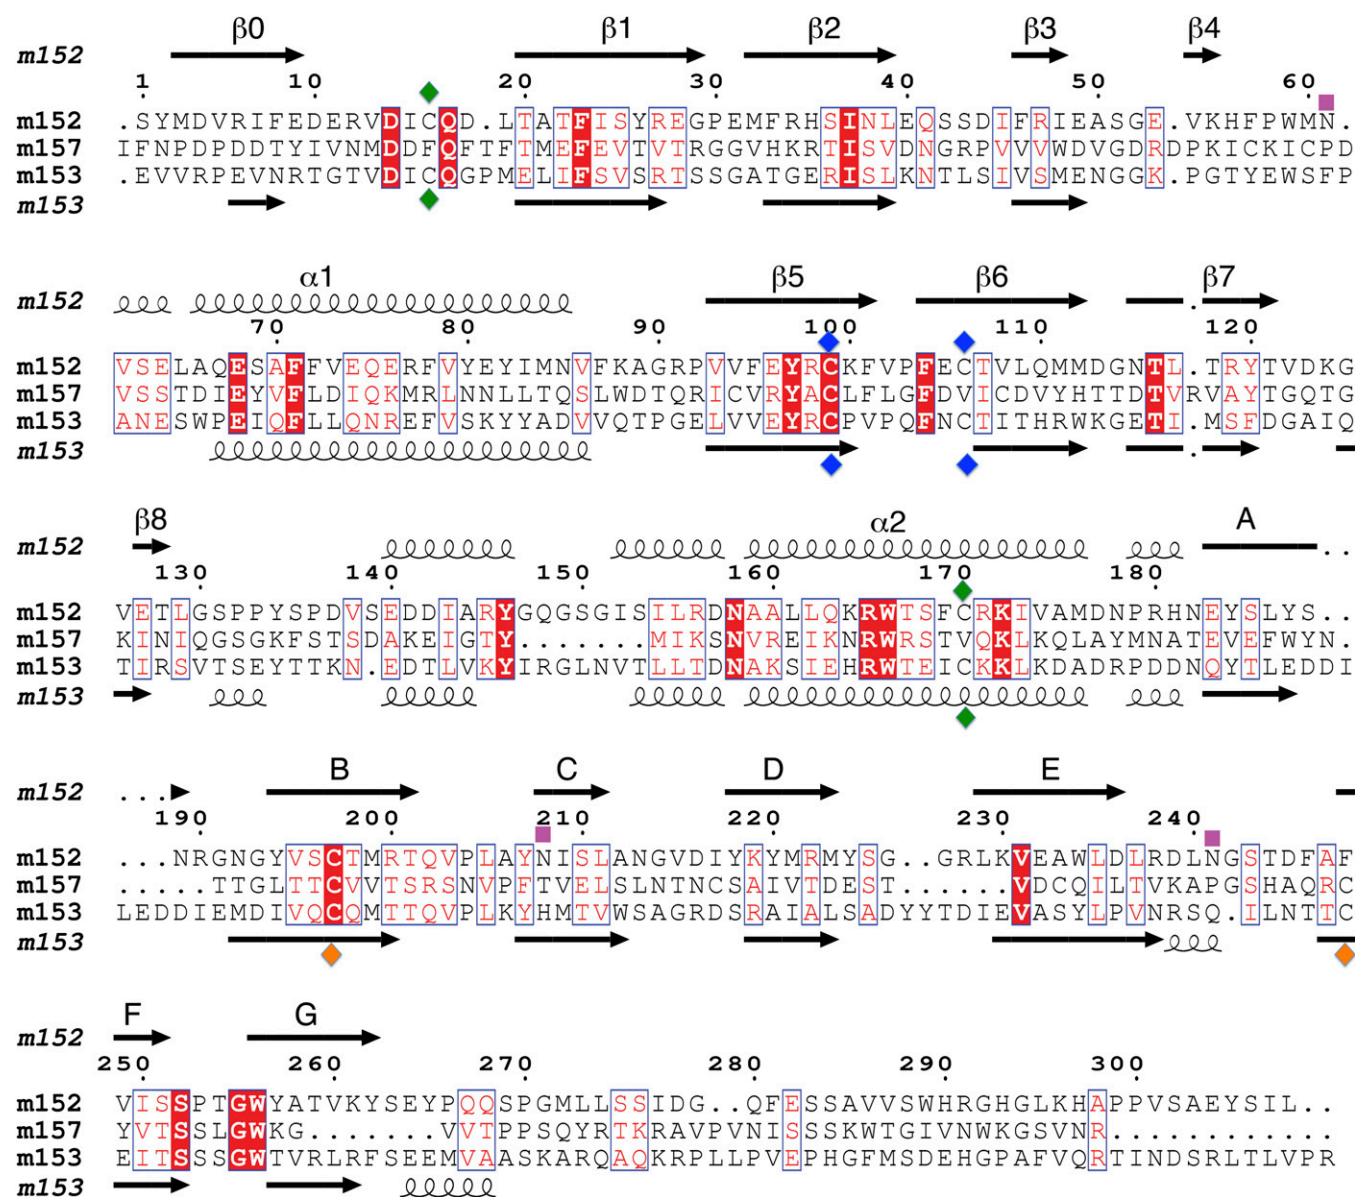 m152 β0 β1 β2 β3 β4
1 10 20 30 40 50 60
m152 .SYMDVRIFEDERVDICQD.LTATFISYREGPEMFRHSINLEQSSDIFRIEASGE.VKHFPWMN.
m157 IFNPDPDDTYIVNMDDFQFTFTMEFEVTVTRGGVHKRTISVDNGRPVVVWDVGDRDPKICKICPD
m153 .EVVRPEVNRTGTVDICQGPMELIFSVSRTSSGATGERISLKNTLSIVSMENGGK.PGTYEWSFP
m153
α1 β5 β6 β7
m152 .
70 80 90 100 110 120
m152 VSELAQESAFFVEQERFVYEYIMNVFKAGRPVVFEYRCKFVPFECTVLQMMDGNTL.TRYTVDKG
m157 VSSTDIEYVFLDIQKMRLNNLLTQSLWDTQRICVRYACLFLGFDVICDVYHTTDTVRVAYTGQTG
m153 ANESWPEIQFLLQNREFVSKYYADVVQTPGELVVEYRCPVPQFNCTITHRWKGETI.MSFDGAIQ
m153 .
β8 α2 A
m152 ..
130 140 150 160 170 180
m152 VETLGSPPYSPDVSEDDIARYGQGSGISILRDNAALLQKRWTSFCRKIVAMDNPRHNEYSLYS..
m157 KINIQGSGKFSTSDAKEIGTY.......MIKSNVREIKNRWRSTVQKLKQLAYMNATEVEFWYN.
m153 TIRSVTSEYTTKN.EDTLVKYIRGLNVTLLTDNAKSIEHRWTEICKKLKDADRPDDNQYTLEDDI
m153
B C D E
m152 ...
190 200 210 220 230 240
m152 ...NRGNGYVSCTMRTQVPLAYNISLANGVDIYKYMRMYSG.GRLKVEAWLDLRDLNGSTDFAF
m157 .....TTGLTTCVVTSRSNVPFTVELSLNTNCSAIVTDEST......VDCQILTVKAPGSHAQRC
m153 LEDDIEMDIVQCQMTTQVPLKYHMTVWSAGRDSRAIALSADYYTDIEVASYLPVNRSQ.ILNTTC
m153
F G
m152
250 260 270 280 290 300
m152 VISSPTGWYATVKYSEYPQQSPGMLLSSIDG..QFESSAVVSWHRGHGLKHAPPVSAEYSIL..
m157 YVTSSLGWKG.......VVTPPSQYRTKRAVPVNISSSKWTGIVNWKGSVNR............
m153 EITSSSGWTVRLRFSEEMVAASKARQAQKRPLLPVEPHGFMSDEHGPAFVQRTINDSRLTLVPR
m153